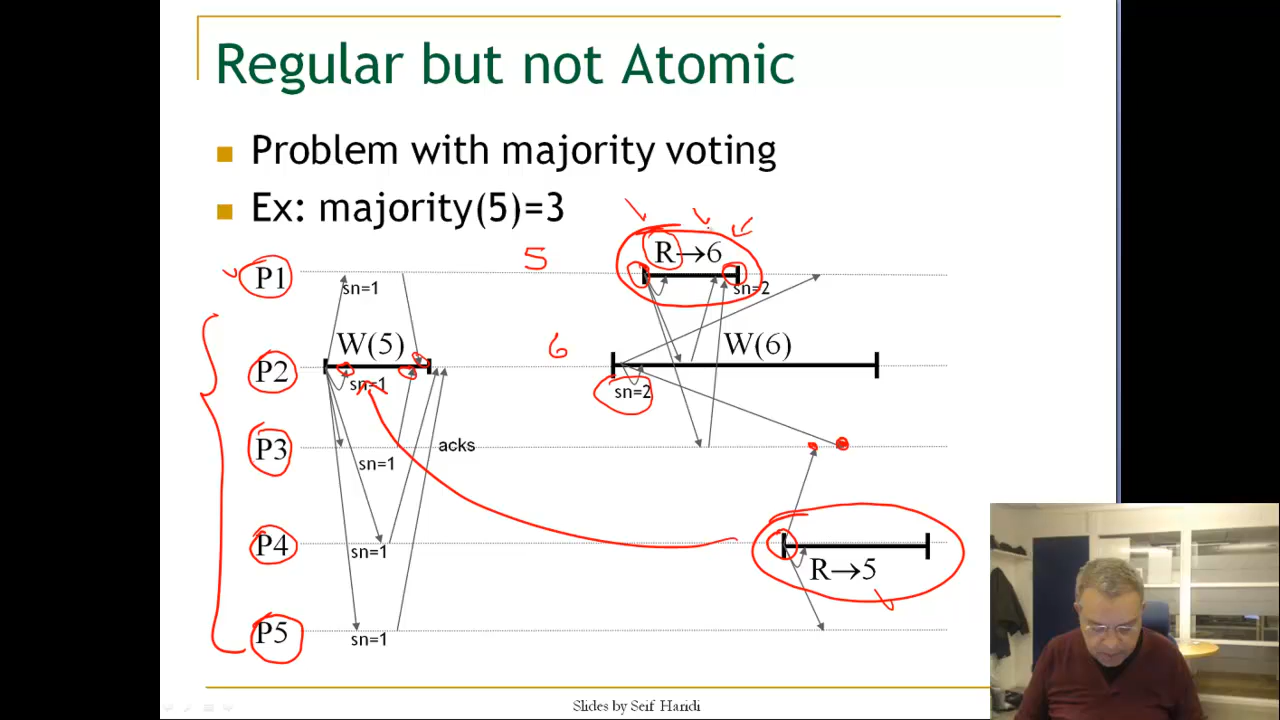 Regular but not Atomic
Problem with majority voting
Ex: majority(5)=3
5
R→6
P1
sn=1
sn=2
W(5)
6
W(6)
P2
sn=1
sn=2
P3
acks
sn=1
P4
sn=1
R→5
P5
sn=1
Slides by Seif Haridi